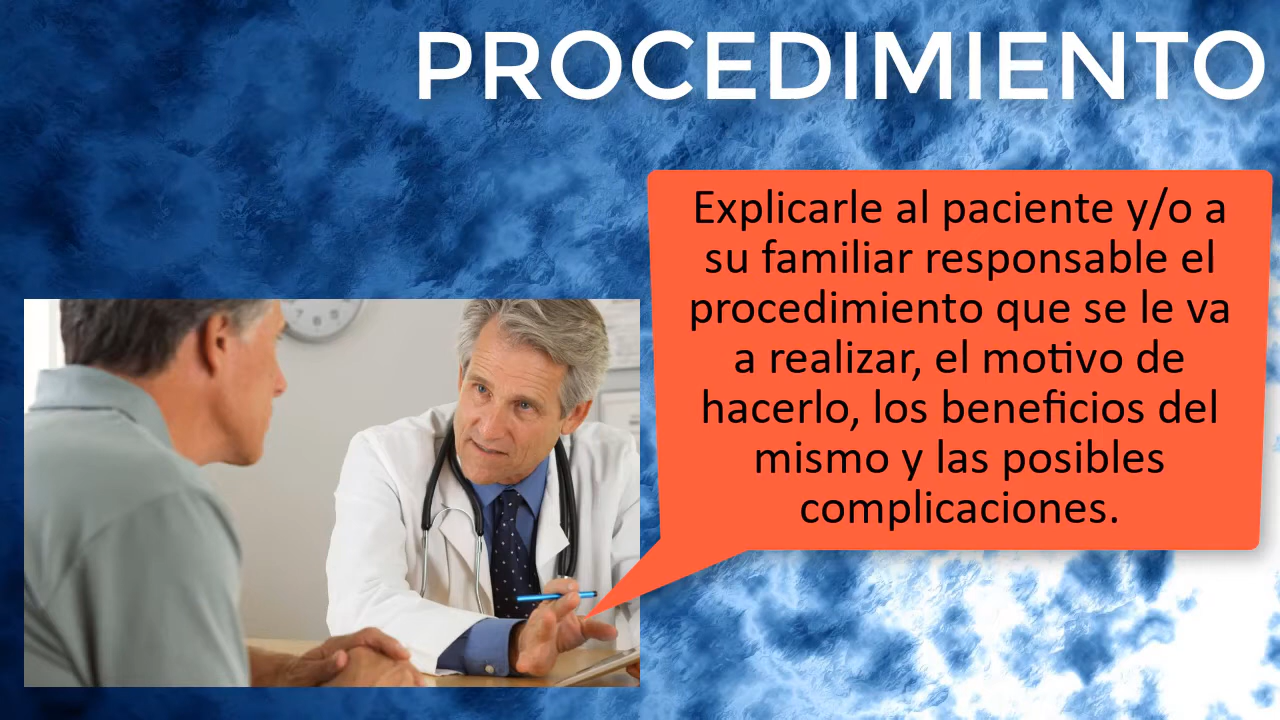 PROCEDIMIENTO
Explicarle al paciente y/o a
su familiar responsable el
procedimiento que se le va
a realizar, el motivo de
hacerlo, los beneficios del
mismo y las posibles
complicaciones.